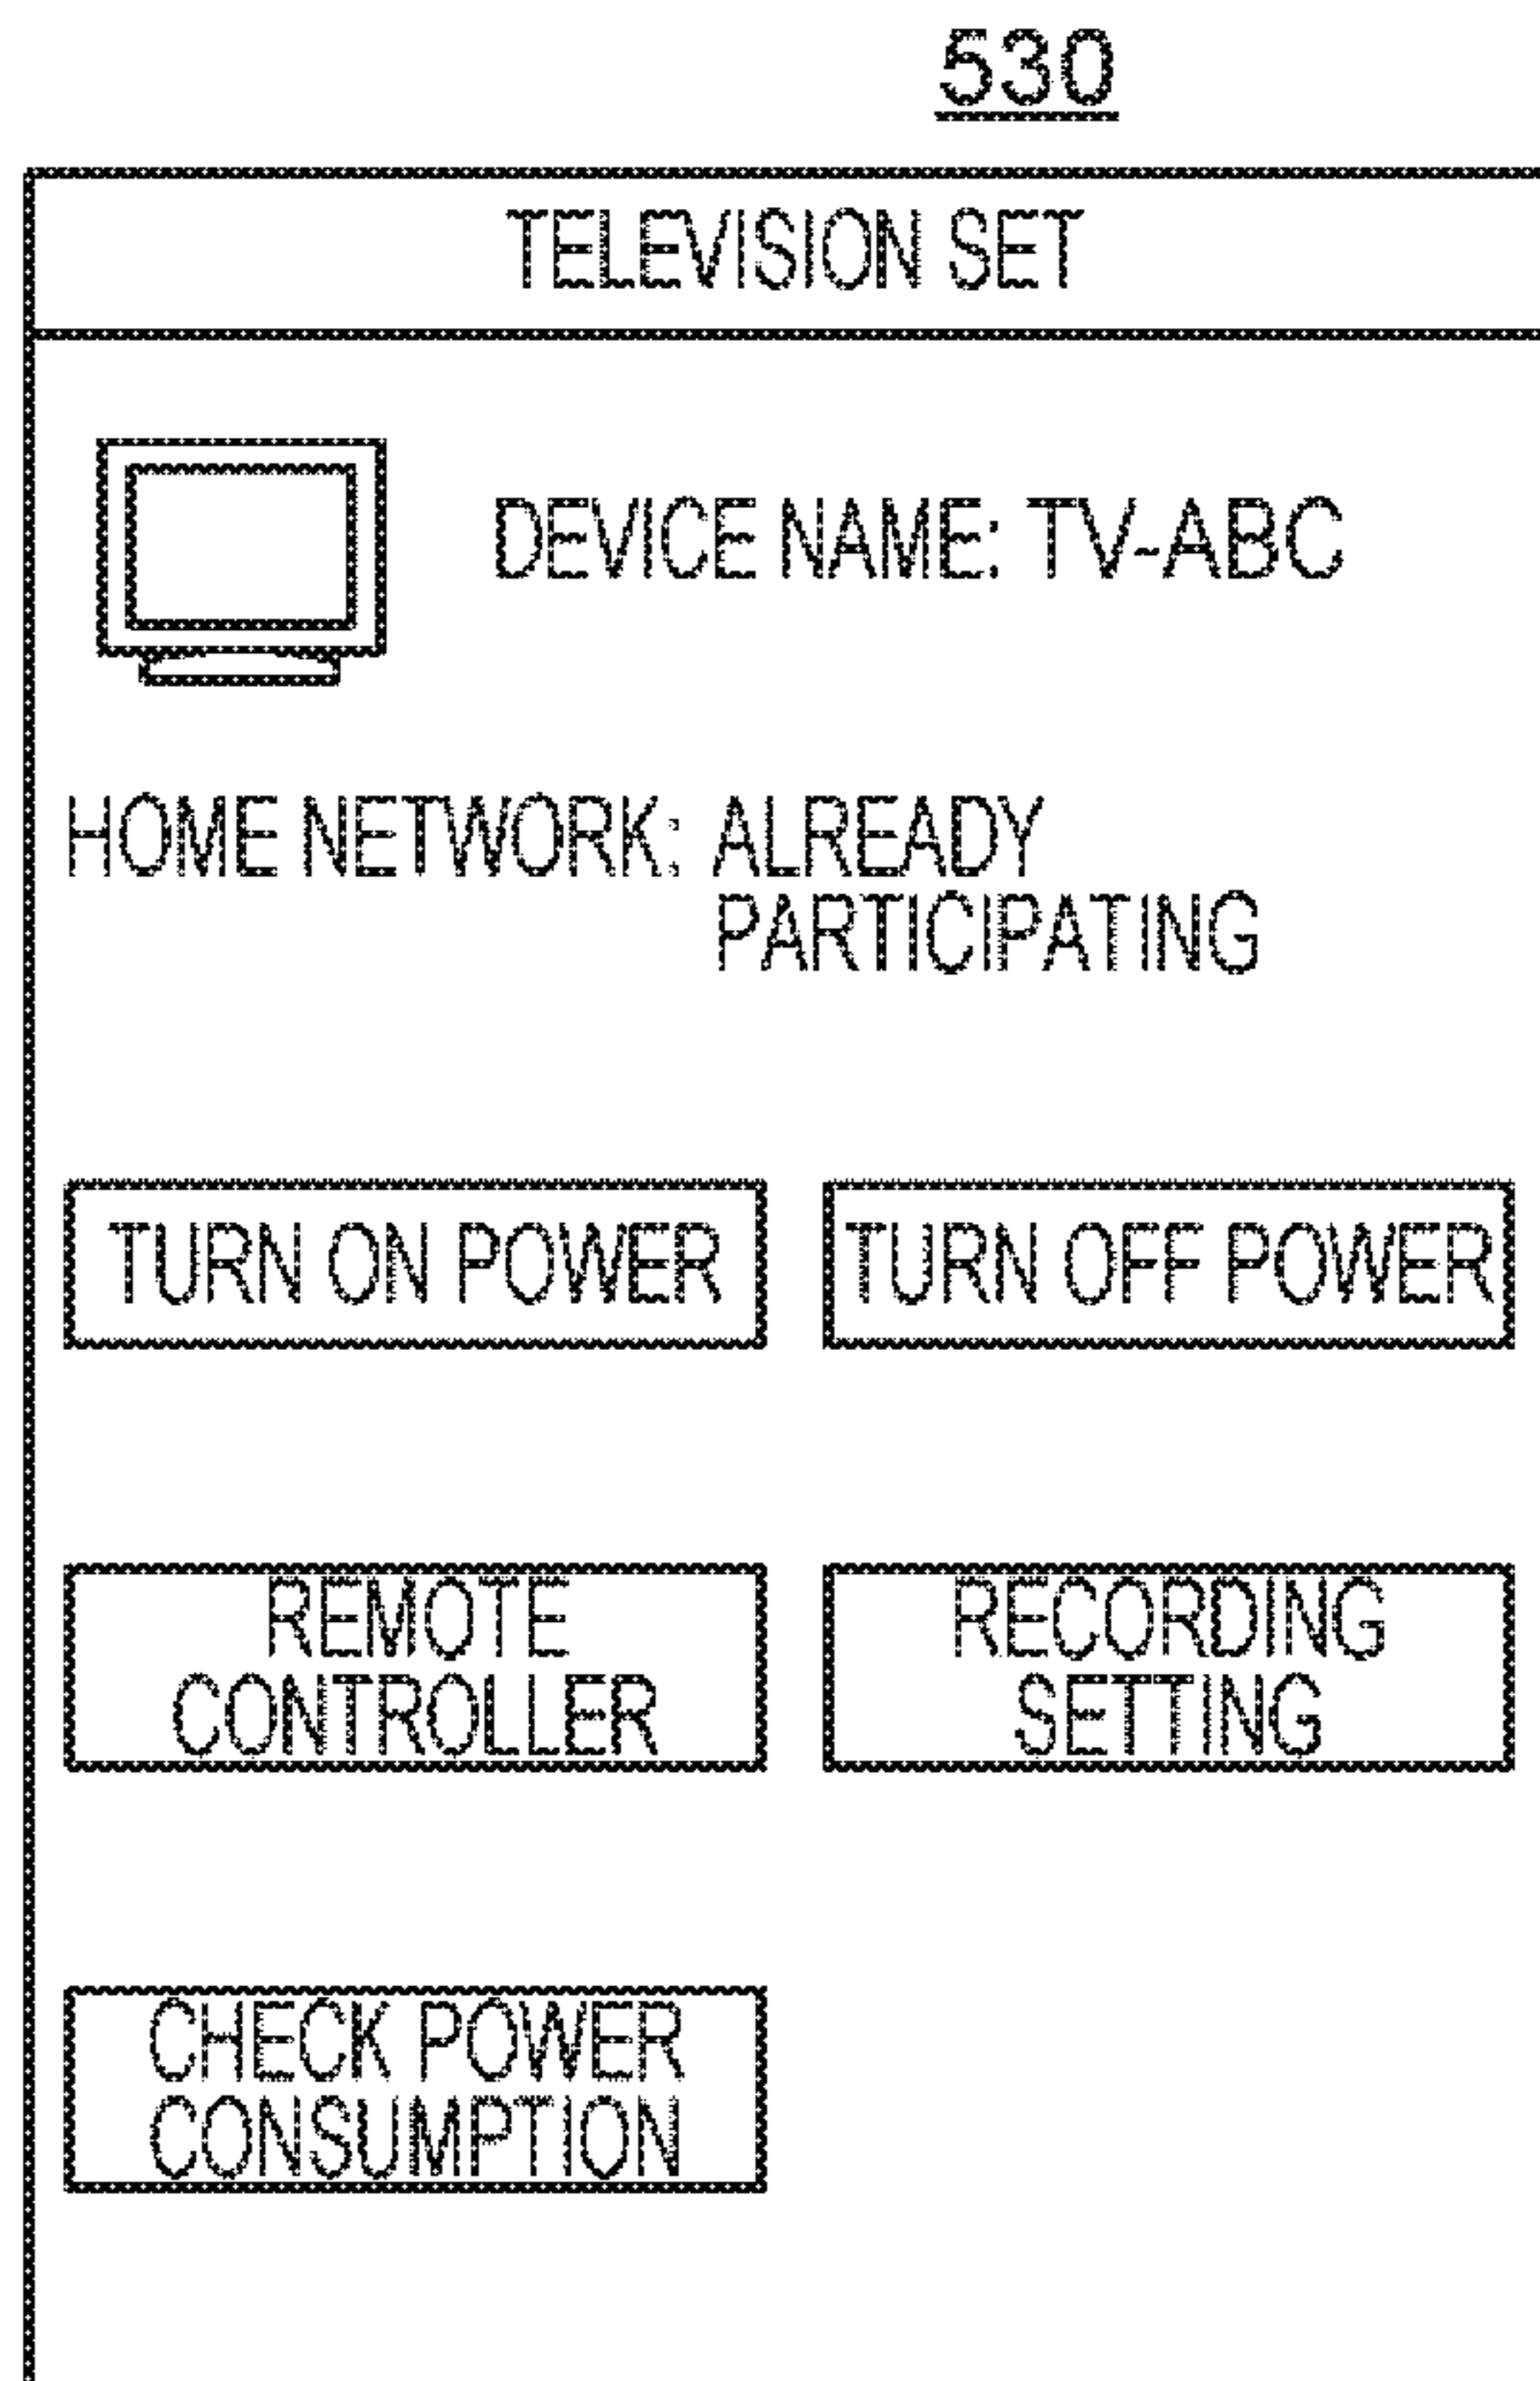 530
TELEVISION SET
DEVICE NAME: TV-ABC
HOME NETWORK: ALREADY
PARTICIPATING
TURN ON POWER
TURN OFF POWER
REMOTE
CONTROLLER
RECORDING
SETTING
CHECK POWER
CONSUMPTION